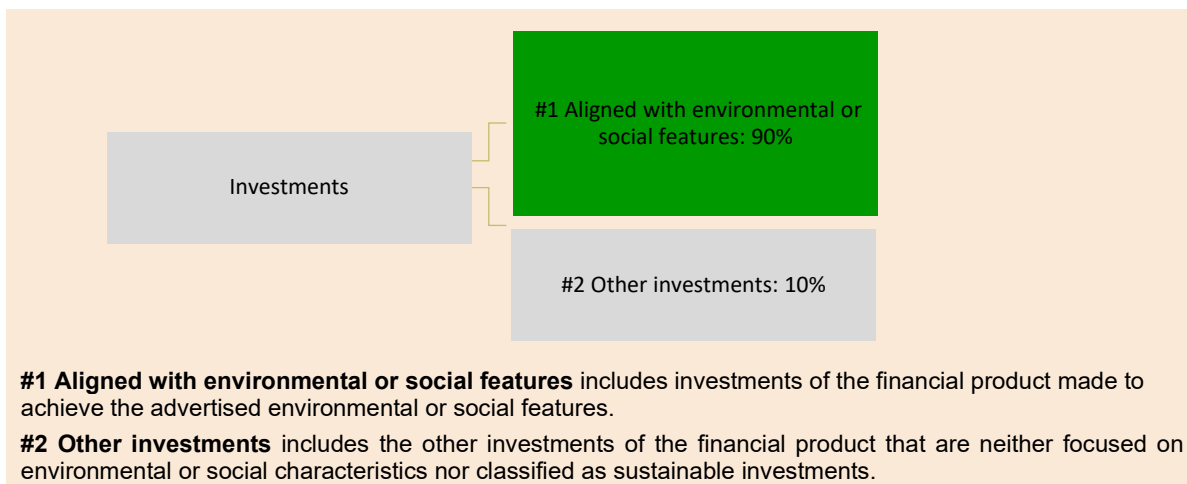 #1 Aligned with environmental or
social features: 90%
Investments
#2 Other investments: 10%
#1 Aligned with environmental or social features includes investments of the financial product made to
achieve the advertised environmental or social features.
#2 Other investments includes the other investments of the financial product that are neither focused on
environmental or social characteristics nor classified as sustainable investments.